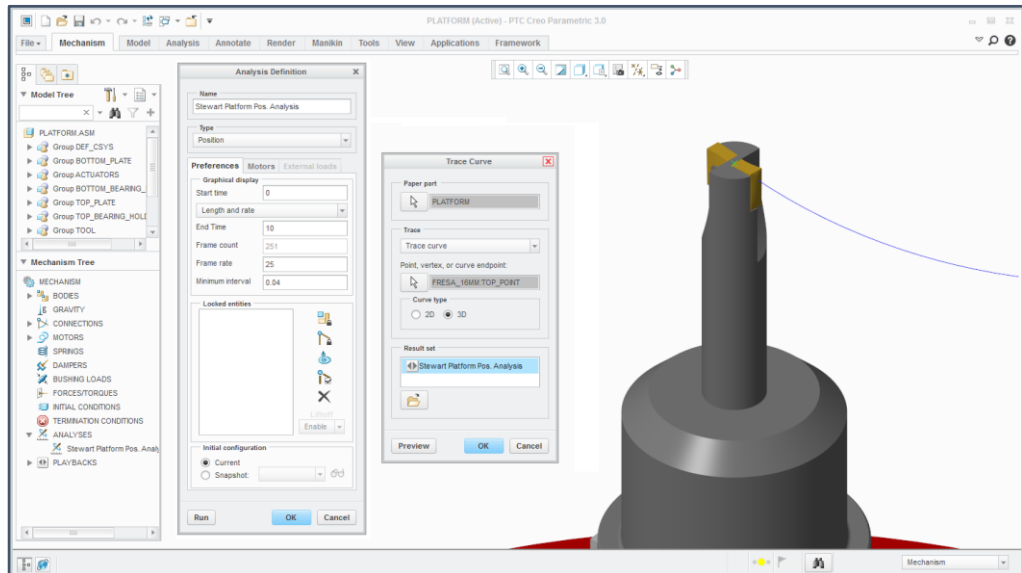 PLATFORM (Active) - PTC Creo Parametric 3.0
File Mechanism Model Analysis Annotate Render Manikin Tools View Applications Framework
Model Tree
PLATFORM.ASM
Group DEF_CSYS
Group BOTTOM_PLATE
Group ACTUATORS
Group BOTTOM_BEARING_
Group TOP_PLATE
Group TOP_BEARING_HOLD
Group TOOL
Mechanism Tree
MECHANISM
BODIES
GRAVITY
CONNECTIONS
MOTORS
SPRINGS
DAMPERS
BUSHING LOADS
FORCES/TORQUES
INITIAL CONDITIONS
TERMINATION CONDITIONS
ANALYSES
Stewart Platform Pos. Analy
PLAYBACKS
Analysis Definition
Name
Stewart Platform Pos. Analysis
Type
Position
Preferences Motors External loads
Graphical display
Start time 0
Length and rate
End Time 10
Frame count 251
Frame rate 25
Minimum interval 0.04
Locked entities
Liftoff
Enable
Initial configuration
Current
Snapshot:
Run OK Cancel
Trace Curve
Paper part
PLATFORM
Trace
Trace curve
Point, vertex, or curve endpoint:
FRESA_16MM:TOP_POINT
Curve type
2D 3D
Result set
Stewart Platform Pos. Analysis
Preview OK Cancel
Mechanism